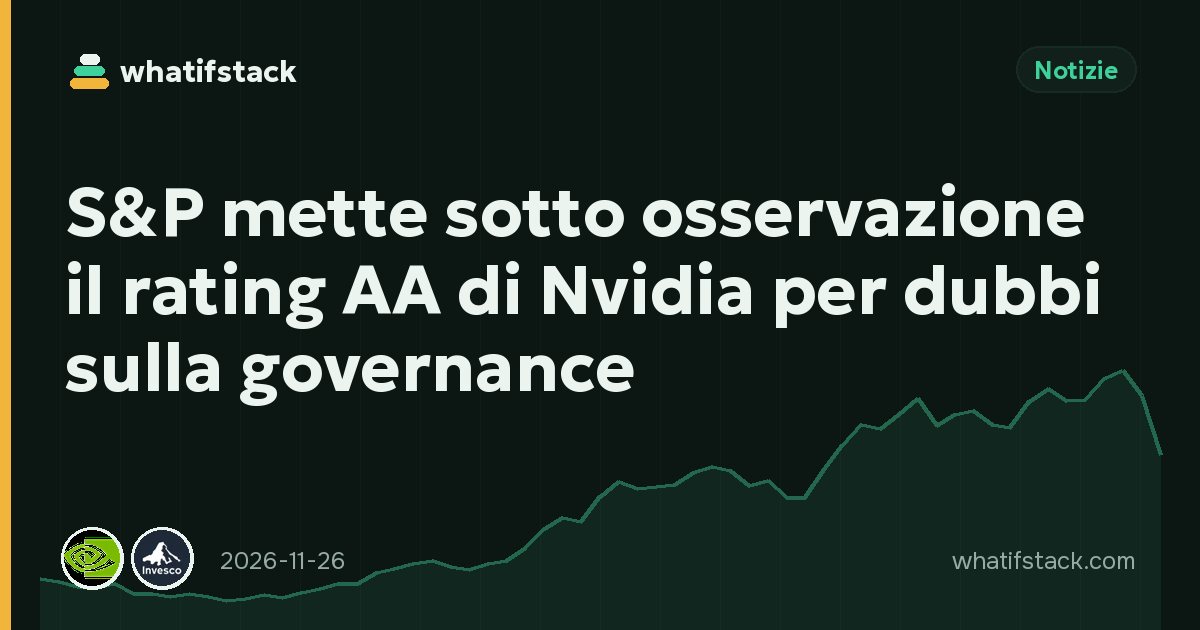 whatifstack
Notizie
S&P mette sotto osservazione
il rating AA di Nvidia per dubbi
sulla governance
Invesco
2026-11-26
whatifstack.com